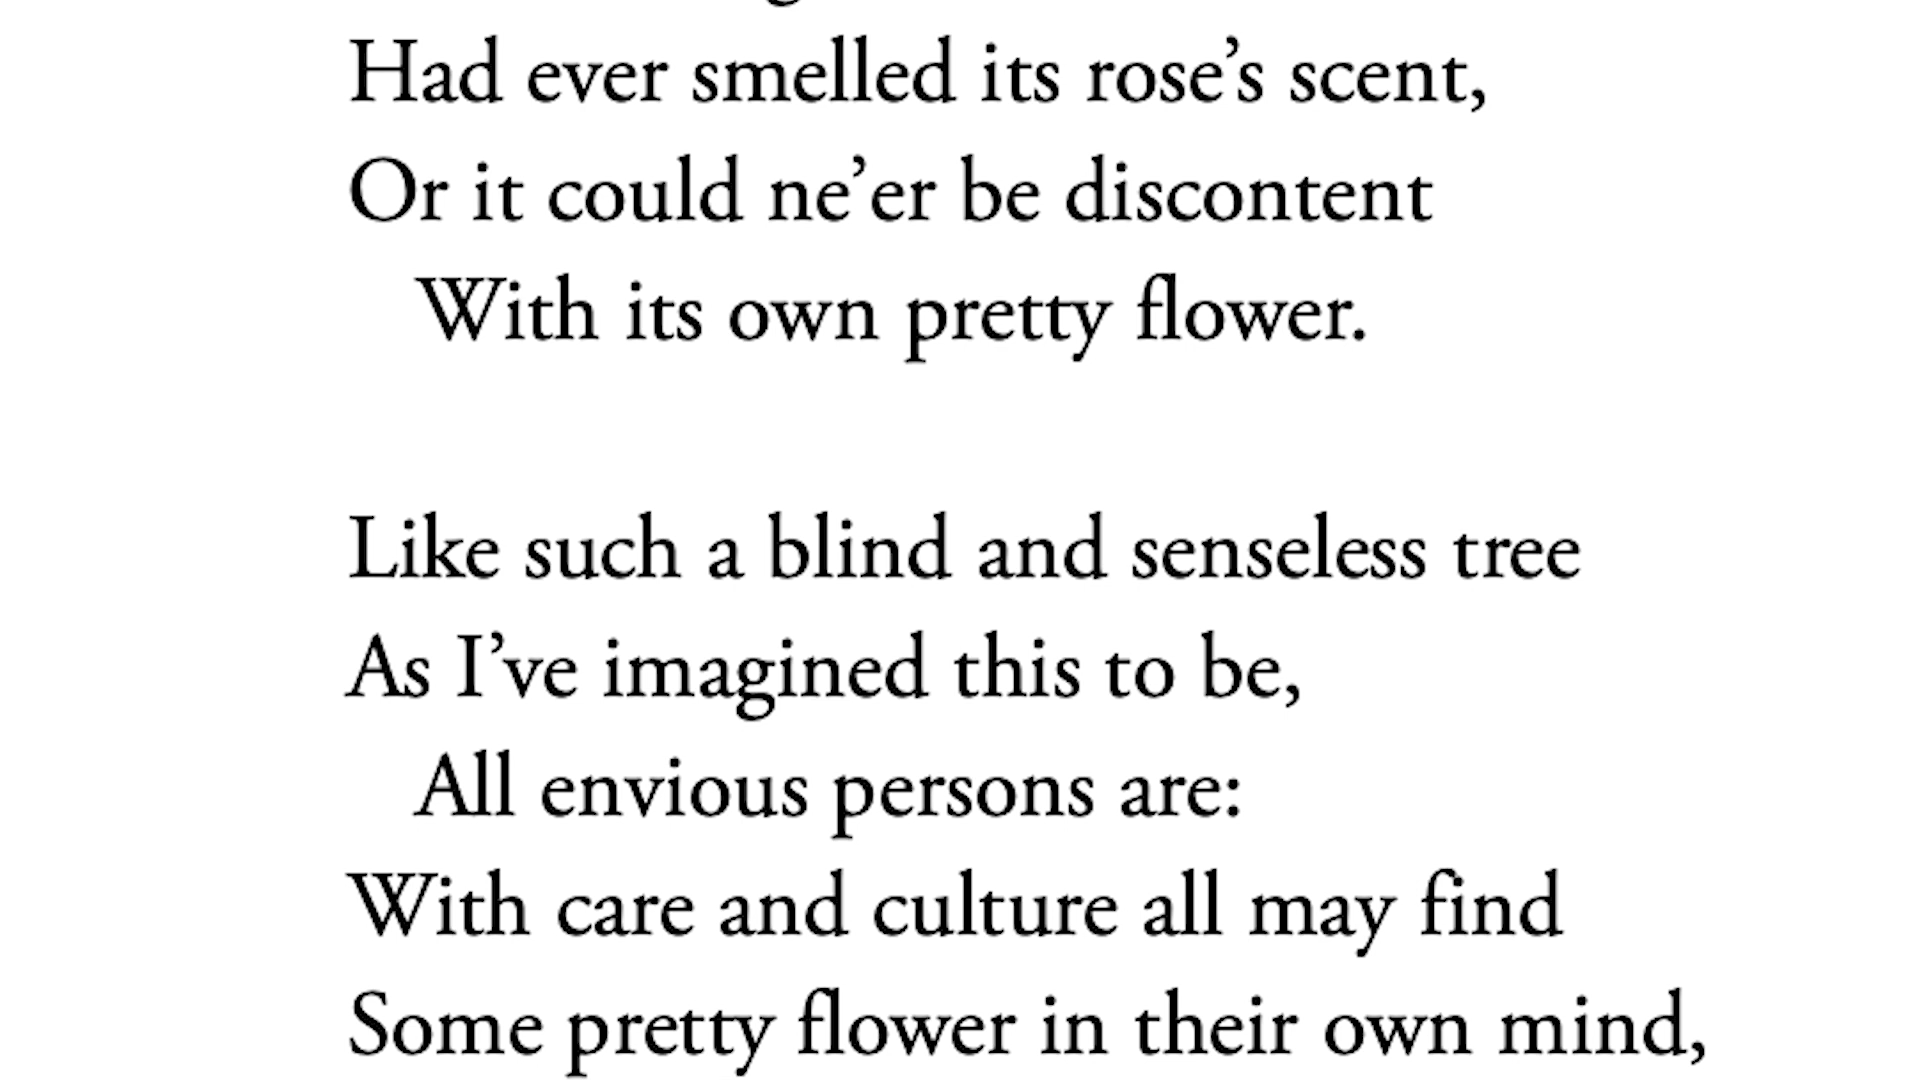 Had ever smelled its rose’s scent,
Or it could ne’er be discontent
With its own pretty flower.
Like such a blind and senseless tree
As I’ve imagined this to be,
All envious persons are:
With care and culture all may find
Some pretty flower in their own mind,